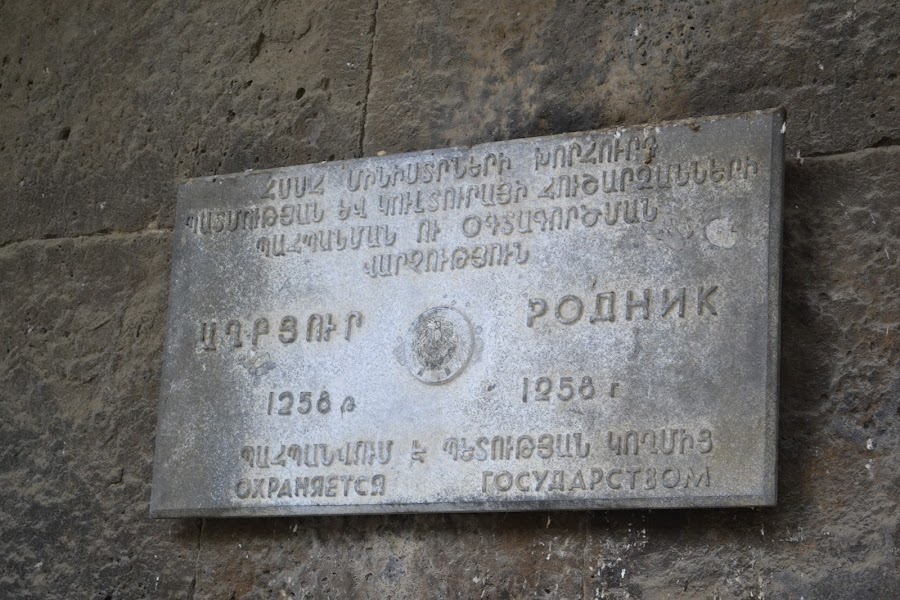 ՀՍՍՀ ՄԻՆԻՍՏՐՆԵՐԻ ԽՈՐՀՈՒՐԴ
ՊԱՏՄՈՒԹՅԱՆ ԵՎ ԿՈՒԼՏՈՒՐԱՅԻ ՀՈՒՇԱՐՁԱՆՆԵՐԻ
ՊԱՀՊԱՆՄԱՆ ՈՒ ՕԳՏԱԳՈՐԾՄԱՆ
ՎԱՐՉՈՒԹՅՈՒՆ
ԱՂԲՅՈՒՐ РОДНИК
1258 թ 1258 г
ՊԱՀՊԱՆՎՈՒՄ Է ՊԵՏՈՒԹՅԱՆ ԿՈՂՄԻՑ
ОХРАНЯЕТСЯ ГОСУДАРСТВОМ